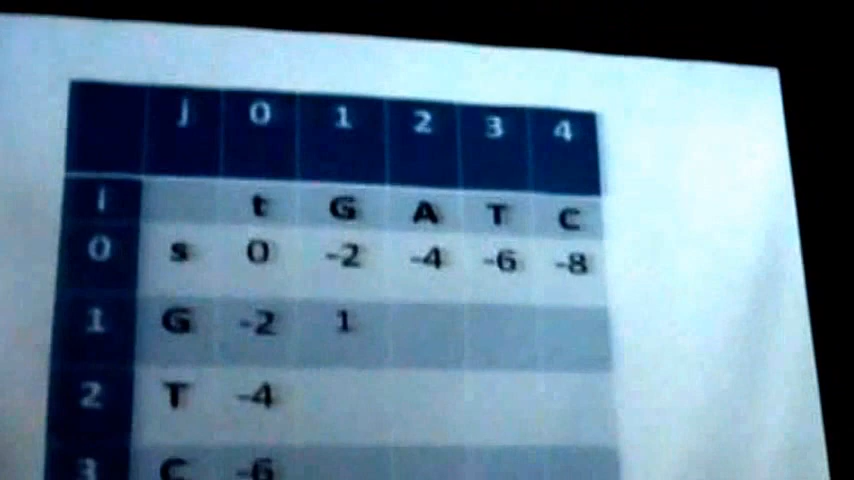 j 0 1 2 3 4
i t G A T C
0 s 0 -2 -4 -6 -8
1 G -2 1
2 T -4
3 C -6